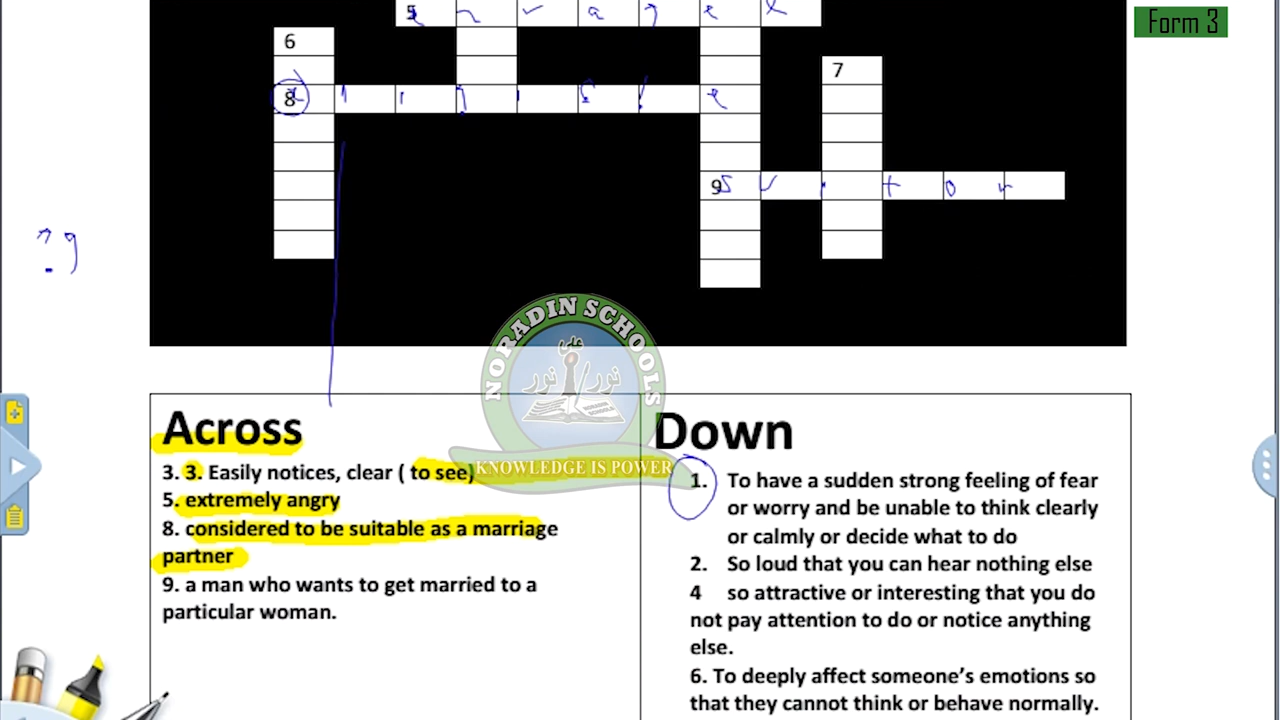 Form 3
5 e n r a g e d
6
7
8 e l i g i b l e
9 s u i t o r
? g
NORADIN SCHOOLS
على
نور نور
KNOWLEDGE IS POWER
Across
3. 3. Easily notices, clear ( to see)
5. extremely angry
8. considered to be suitable as a marriage
partner
9. a man who wants to get married to a
particular woman.
Down
1. To have a sudden strong feeling of fear
or worry and be unable to think clearly
or calmly or decide what to do
2. So loud that you can hear nothing else
4 so attractive or interesting that you do
not pay attention to do or notice anything
else.
6. To deeply affect someone’s emotions so
that they cannot think or behave normally.